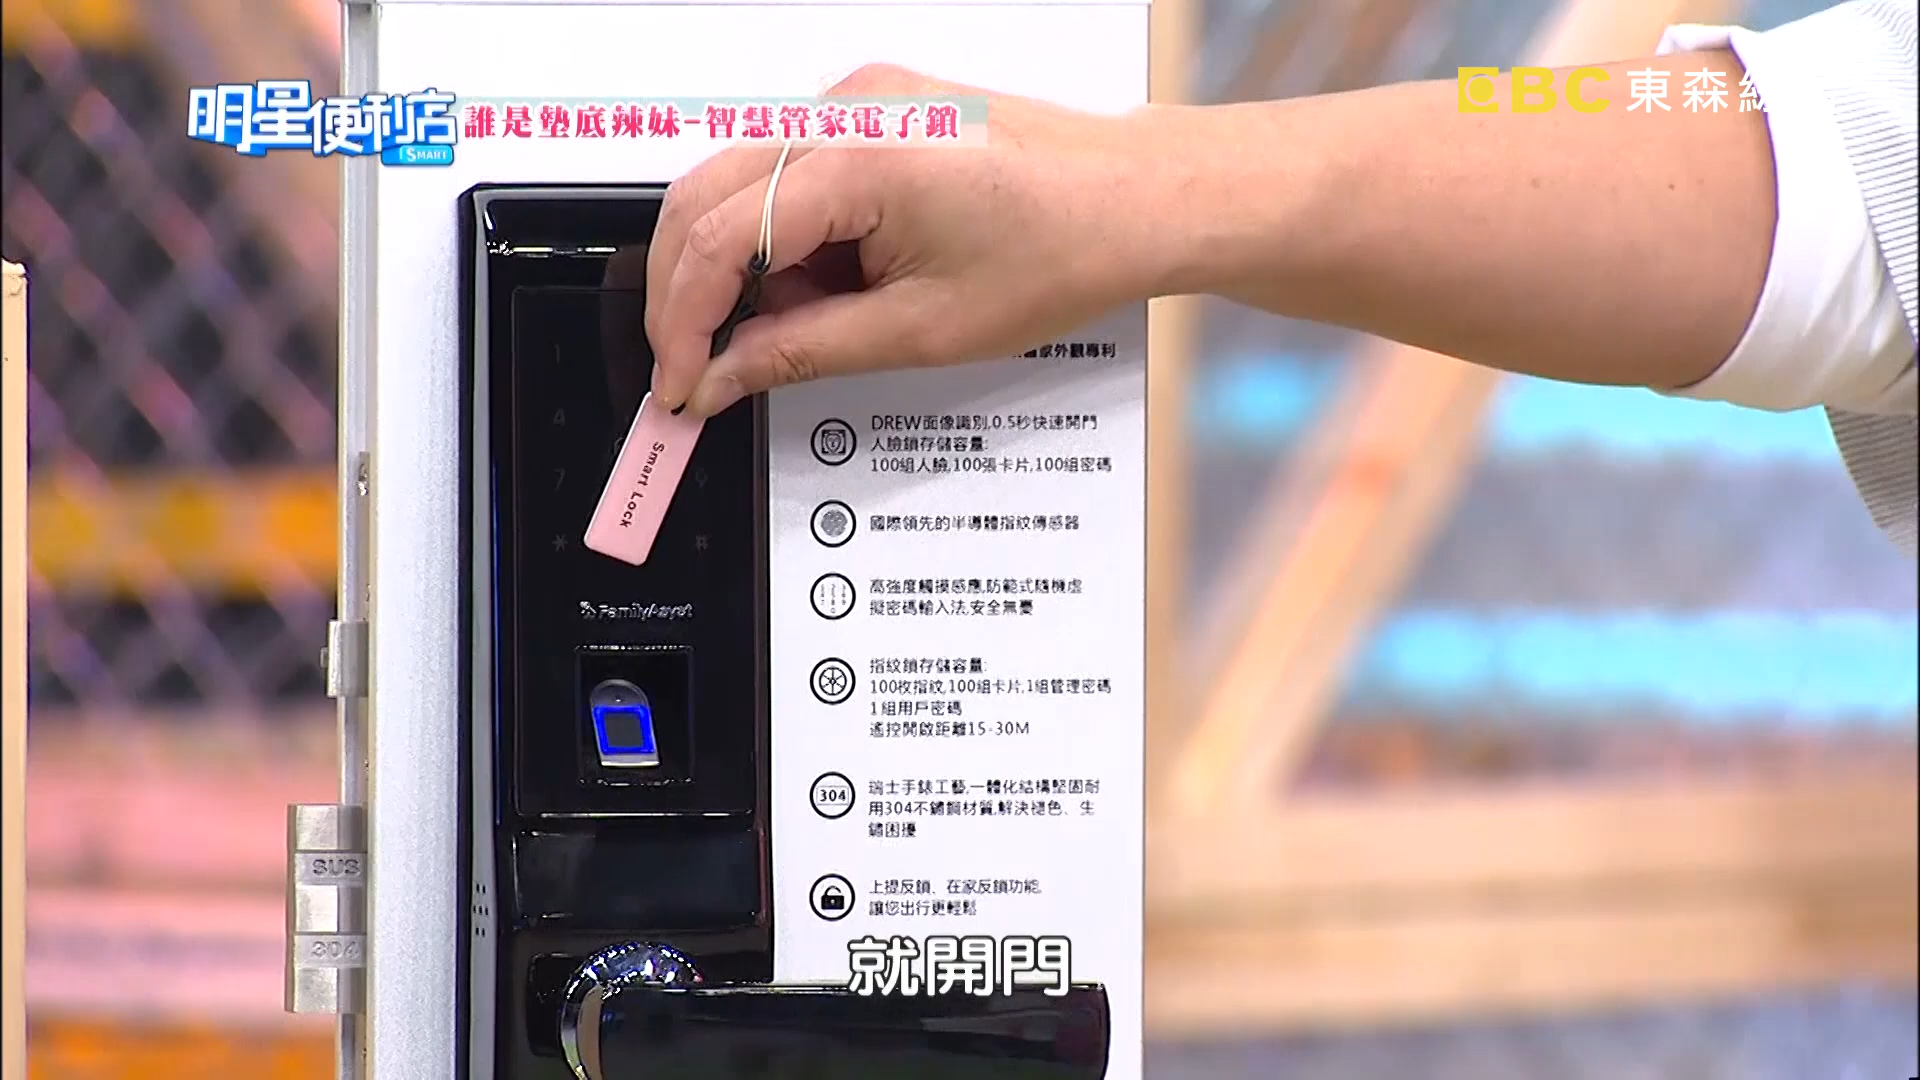 明星便利店
SMART
誰是墊底辣妹-智慧管家電子鎖
EBC 東森
國家外觀專利
DREW面像識別,0.5秒快速開門
人臉鎖存儲容量:
100組人臉,100張卡片,100組密碼
國際領先的半導體指紋傳感器
高強度觸摸感應,防範式隨機虛
擬密碼輸入法,安全無憂
指紋鎖存儲容量:
100枚指紋,100組卡片,1組管理密碼
1組用戶密碼
遙控開啟距離15-30M
304
瑞士手錶工藝,一體化結構堅固耐
用304不鏽鋼材質,解決褪色、生
鏽困擾
上提反鎖、在家反鎖功能,
讓您出行更輕鬆
1
4
7
9
*
#
Smart Lock
SUS
304
就開門